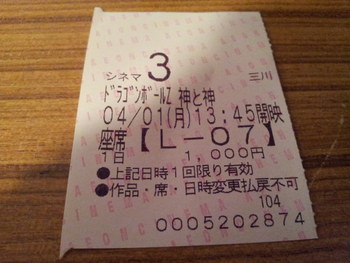 シネマ 3 三川
ﾄﾞﾗｺﾞﾝﾎﾞｰﾙZ 神と神
04/01(月)13:45開映
座席【L-07】
1日 1,000円
●上記日時1回限り有効
●作品・席・日時変更払戻不可
104
0005202874